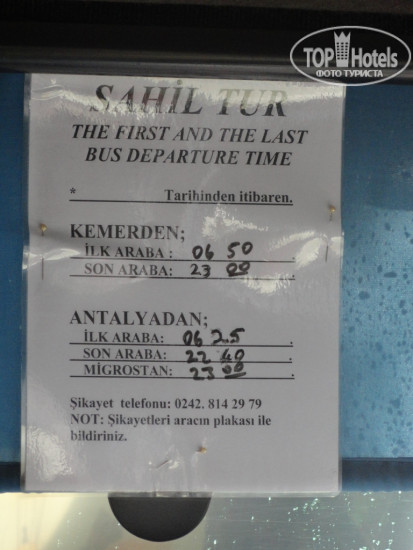 TOP Hotels
ФОТО ТУРИСТА
SAHİL TUR
THE FIRST AND THE LAST
BUS DEPARTURE TIME
* Tarihinden itibaren.
KEMERDEN;
İLK ARABA : 06 50
SON ARABA: 23 00
ANTALYADAN;
İLK ARABA: 06 25
SON ARABA: 22 40
MİGROSTAN: 23 00
Şikayet telefonu: 0242. 814 29 79
NOT: Şikayetleri aracın plakası ile
bildiriniz.